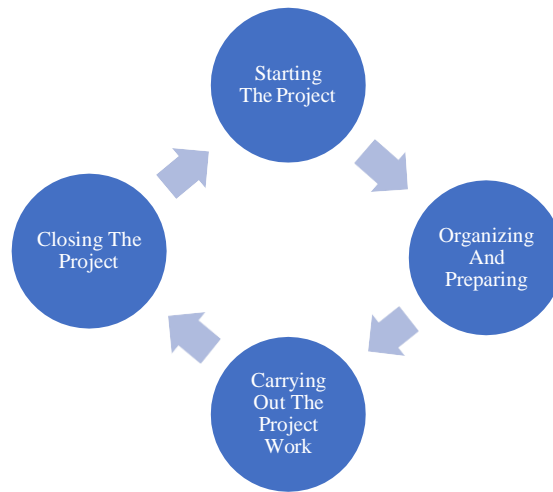 Starting
The Project
Organizing
And
Preparing
Carrying
Out The
Project
Work
Closing The
Project